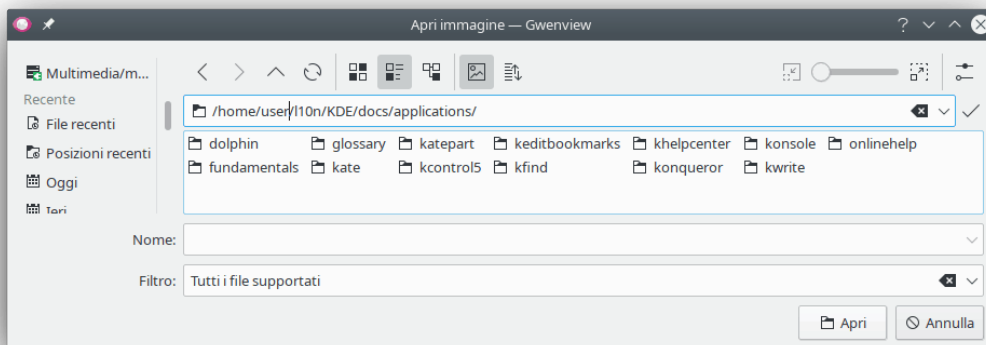 Apri immagine — Gwenview
Multimedia/m...
Recente
File recenti
Posizioni recenti
Oggi
Ieri
/home/user/l10n/KDE/docs/applications/
dolphin glossary katepart keditbookmarks khelpcenter konsole onlinehelp
fundamentals kate kcontrol5 kfind konqueror kwrite
Nome:
Filtro: Tutti i file supportati
Apri Annulla